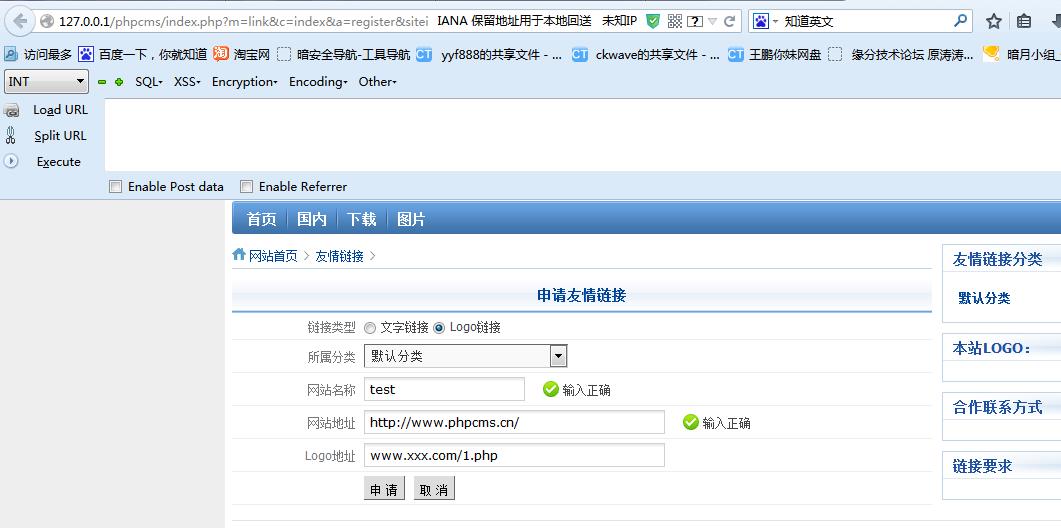 127.0.0.1/phpcms/index.php?m=link&c=index&a=register&sitei IANA 保留地址用于本地回送 未知IP 知道英文
访问最多 百度一下，你就知道 淘宝网 暗安全导航-工具导航 yyf888的共享文件 - ... ckwave的共享文件 - ... 王鹏你妹网盘 缘分技术论坛 原涛涛... 暗月小组_
INT SQL XSS Encryption Encoding Other
Load URL
Split URL
Execute
Enable Post data Enable Referrer
首页 国内 下载 图片
网站首页 > 友情链接 >
申请友情链接
链接类型 文字链接 Logo链接
所属分类 默认分类
网站名称 test 输入正确
网站地址 http://www.phpcms.cn/ 输入正确
Logo地址 www.xxx.com/1.php
申 请 取 消
友情链接分类
默认分类
本站LOGO：
合作联系方式
链接要求